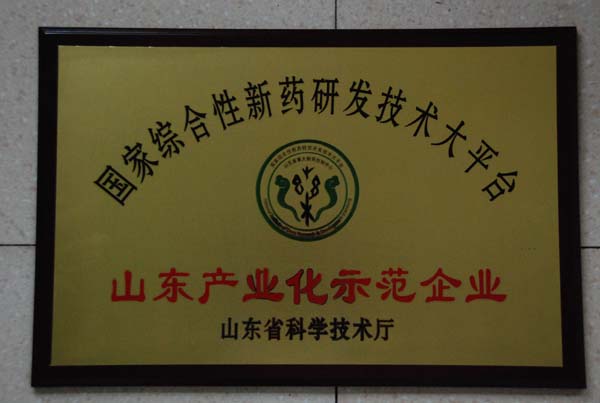 国家综合性新药研发技术大平台
山东产业化示范企业
山东省科学技术厅